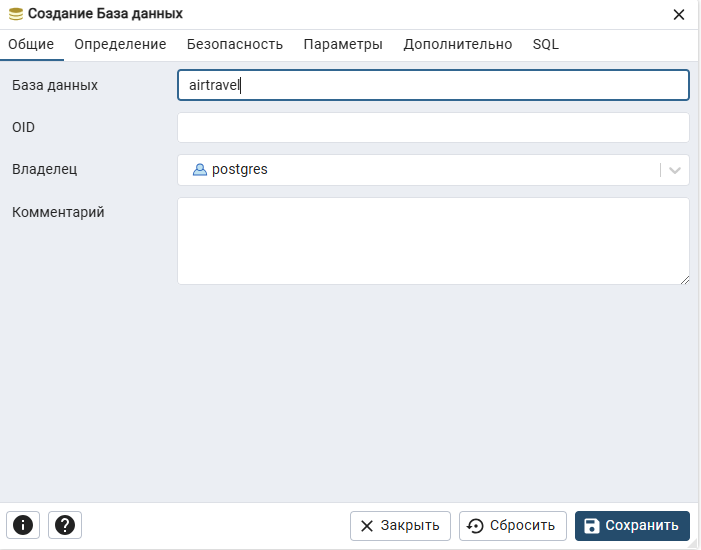 Создание База данных
Общие Определение Безопасность Параметры Дополнительно SQL
База данных airtravel
OID
Владелец postgres
Комментарий
Закрыть Сбросить Сохранить